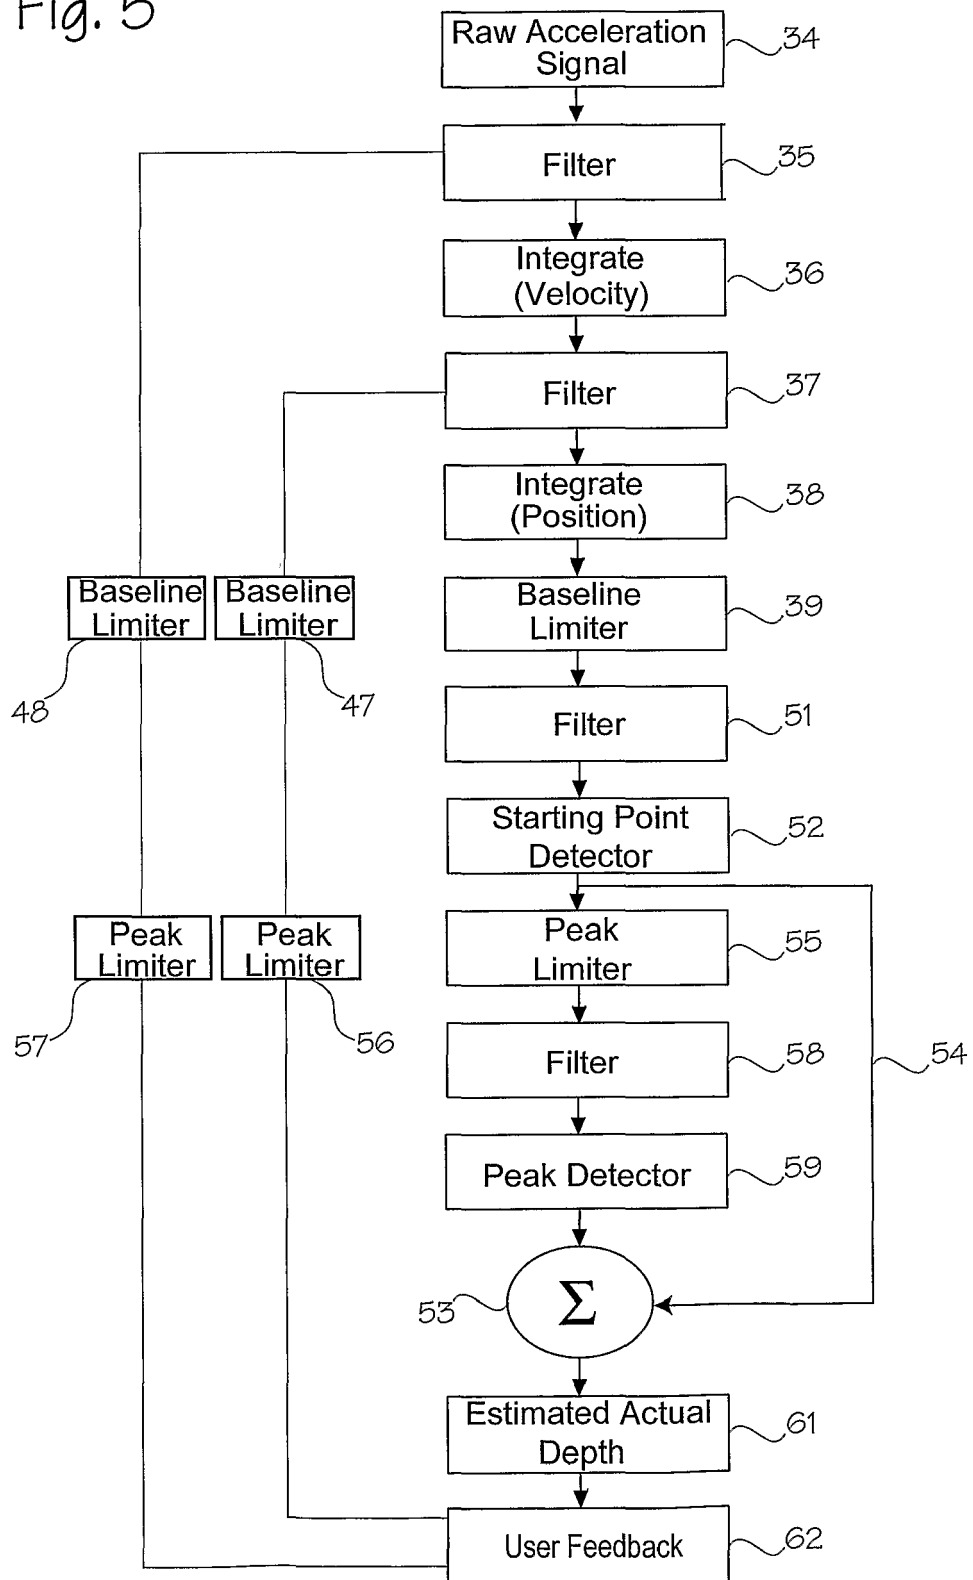 Fig. 5
Raw Acceleration
Signal
34
Filter
35
Integrate
(Velocity)
36
Filter
37
Integrate
(Position)
38
Baseline
Limiter
48
Baseline
Limiter
47
Baseline
Limiter
39
Filter
51
Starting Point
Detector
52
Peak
Limiter
57
Peak
Limiter
56
Peak
Limiter
55
Filter
58
54
Peak Detector
59
Σ
53
Estimated Actual
Depth
61
User Feedback
62